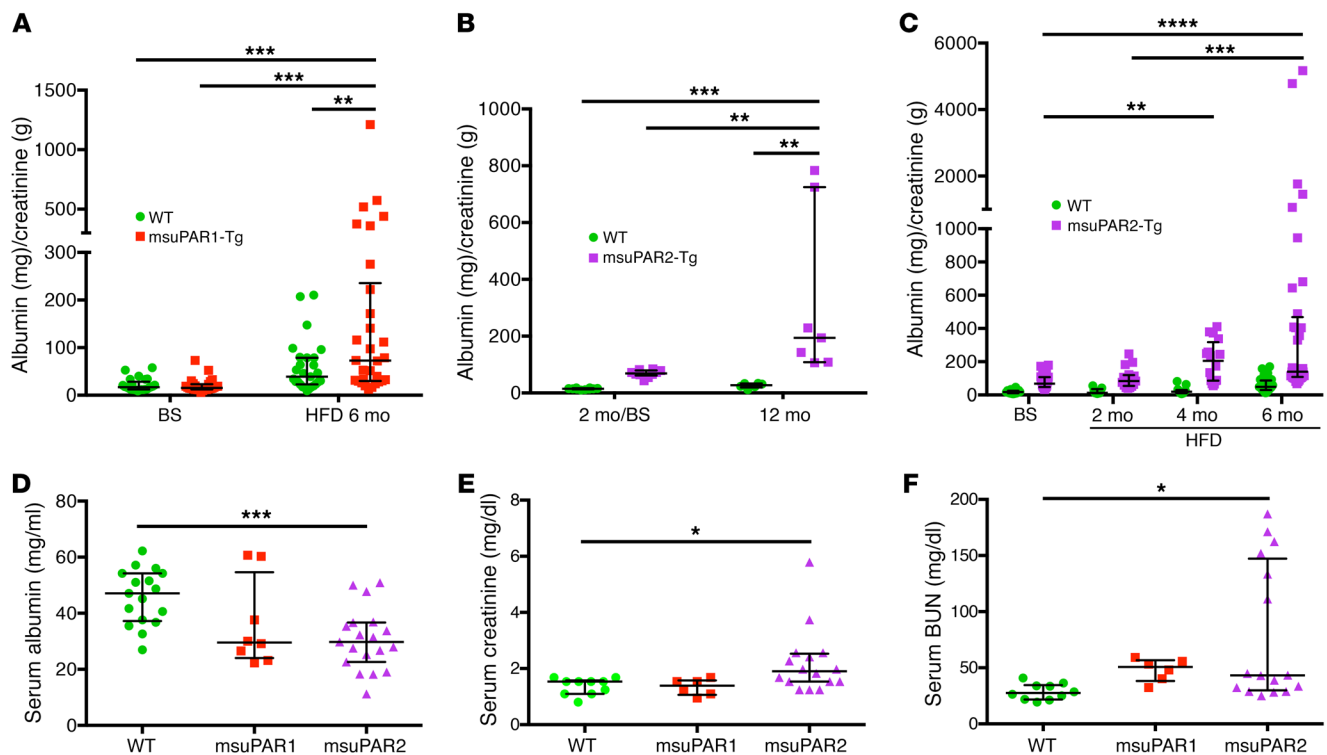 A
Albumin (mg)/creatinine (g)
1500
1000
500
300
200
100
0
***
***
**
WT
msuPAR1-Tg
BS
HFD 6 mo
B
Albumin (mg)/creatinine (g)
1000
800
600
400
200
0
***
**
**
WT
msuPAR2-Tg
2 mo/BS
12 mo
C
Albumin (mg)/creatinine (g)
6000
4000
2000
1000
800
600
400
200
0
****
***
**
WT
msuPAR2-Tg
BS
2 mo
4 mo
6 mo
HFD
D
Serum albumin (mg/ml)
80
60
40
20
0
***
WT
msuPAR1
msuPAR2
E
Serum creatinine (mg/dl)
8
6
4
2
0
*
WT
msuPAR1
msuPAR2
F
Serum BUN (mg/dl)
200
150
100
50
0
*
WT
msuPAR1
msuPAR2